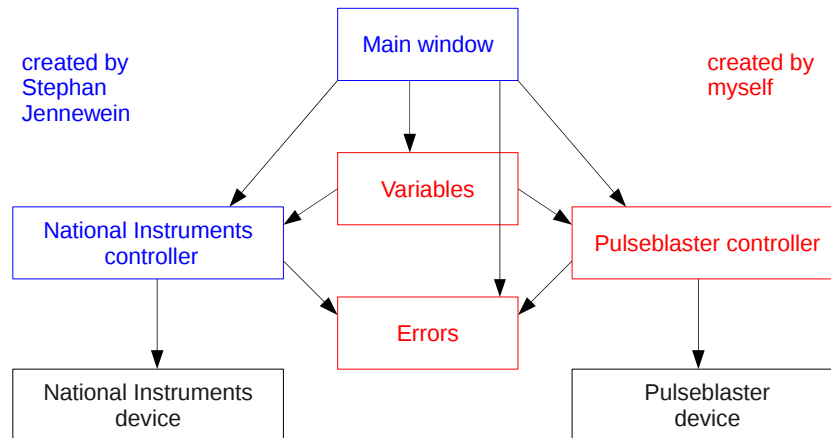 Main window
created by
Stephan
Jennewein
created by
myself
Variables
National Instruments
controller
Pulseblaster controller
Errors
National Instruments
device
Pulseblaster
device